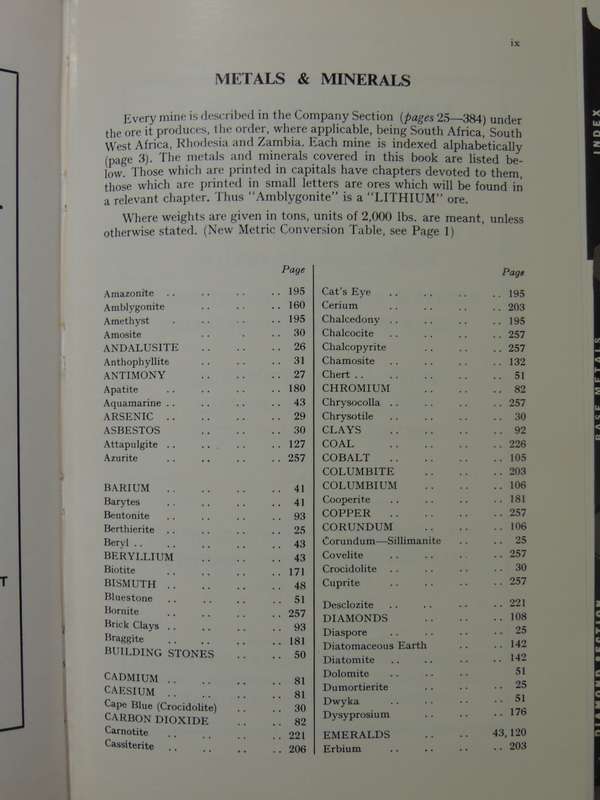 ix
METALS & MINERALS
Every mine is described in the Company Section (pages 25—384) under
the ore it produces, the order, where applicable, being South Africa, South
West Africa, Rhodesia and Zambia. Each mine is indexed alphabetically
(page 3). The metals and minerals covered in this book are listed be-
low. Those which are printed in capitals have chapters devoted to them,
those which are printed in small letters are ores which will be found in
a relevant chapter. Thus "Amblygonite" is a "LITHIUM" ore.
Where weights are given in tons, units of 2,000 lbs. are meant, unless
otherwise stated. (New Metric Conversion Table, see Page 1)
Page
Amazonite .. .. .. .. 195
Amblygonite .. .. .. 160
Amethyst . .. .. .. 195
Amosite .. . .. 30
ANDALUSITE .. .. .. 26
Anthophyllite .. .. .. 31
ANTIMONY .. .. .. 27
Apatite .. .. .. .. 180
Aquamarine .. .. .. .. 43
ARSENIC .. .. .. .. 29
ASBESTOS .. .. .. 30
Attapulgite .. .. .. .. 127
Azurite .. .. .. .. 257
BARIUM .. .. .. .. 41
Barytes .. .. .. 41
Bentonite .. .. .. .. 93
Berthierite .. .. .. .. 25
Beryl .. .. .. .. .. 43
BERYLLIUM .. .. .. 43
Biotite .. .. .. .. 171
BISMUTH .. .. .. .. 48
Bluestone .. .. .. .. 51
Bornite .. .. .. .. 257
Brick Clays .. .. .. .. 93
Braggite .. .. .. .. 181
BUILDING STONES .. .. 50
CADMIUM .. .. .. .. 81
CAESIUM .. .. .. .. 81
Cape Blue (Crocidolite) .. .. 30
CARBON DIOXIDE .. .. 82
Carnotite .. .. .. .. 221
Cassiterite .. .. .. .. 206
Page
Cat's Eye .. .. .. .. 195
Cerium .. .. .. .. 203
Chalcedony .. .. .. .. 195
Chalcocite .. .. .. .. 257
Chalcopyrite .. .. .. 257
Chamosite .. .. .. .. 132
Chert .. .. .. .. .. 51
CHROMIUM .. .. .. 82
Chrysocolla .. .. .. .. 257
Chrysotile .. .. .. .. 30
CLAYS .. .. .. .. 92
COAL .. .. .. .. 226
COBALT .. .. .. .. 105
COLUMBITE .. .. .. 203
COLUMBIUM .. .. .. 106
Cooperite .. .. .. .. 181
COPPER .. .. .. .. 257
CORUNDUM .. .. .. 106
Corundum—Sillimanite .. .. 25
Covelite .. .. .. .. 257
Crocidolite .. .. .. .. 30
Cuprite .. .. .. .. 257
Desclozite .. .. .. .. 221
DIAMONDS .. .. .. 108
Diaspore .. .. .. .. 25
Diatomaceous Earth .. .. 142
Diatomite .. .. .. .. 142
Dolomite .. .. .. 51
Dumortierite .. .. .. 25
Dwyka .. .. .. .. 51
Dysprosium .. .. .. 176
EMERALDS .. .. 43, 120
Erbium .. .. .. .. 203
INDEX
BASE METALS
DIAMOND SECTION
T